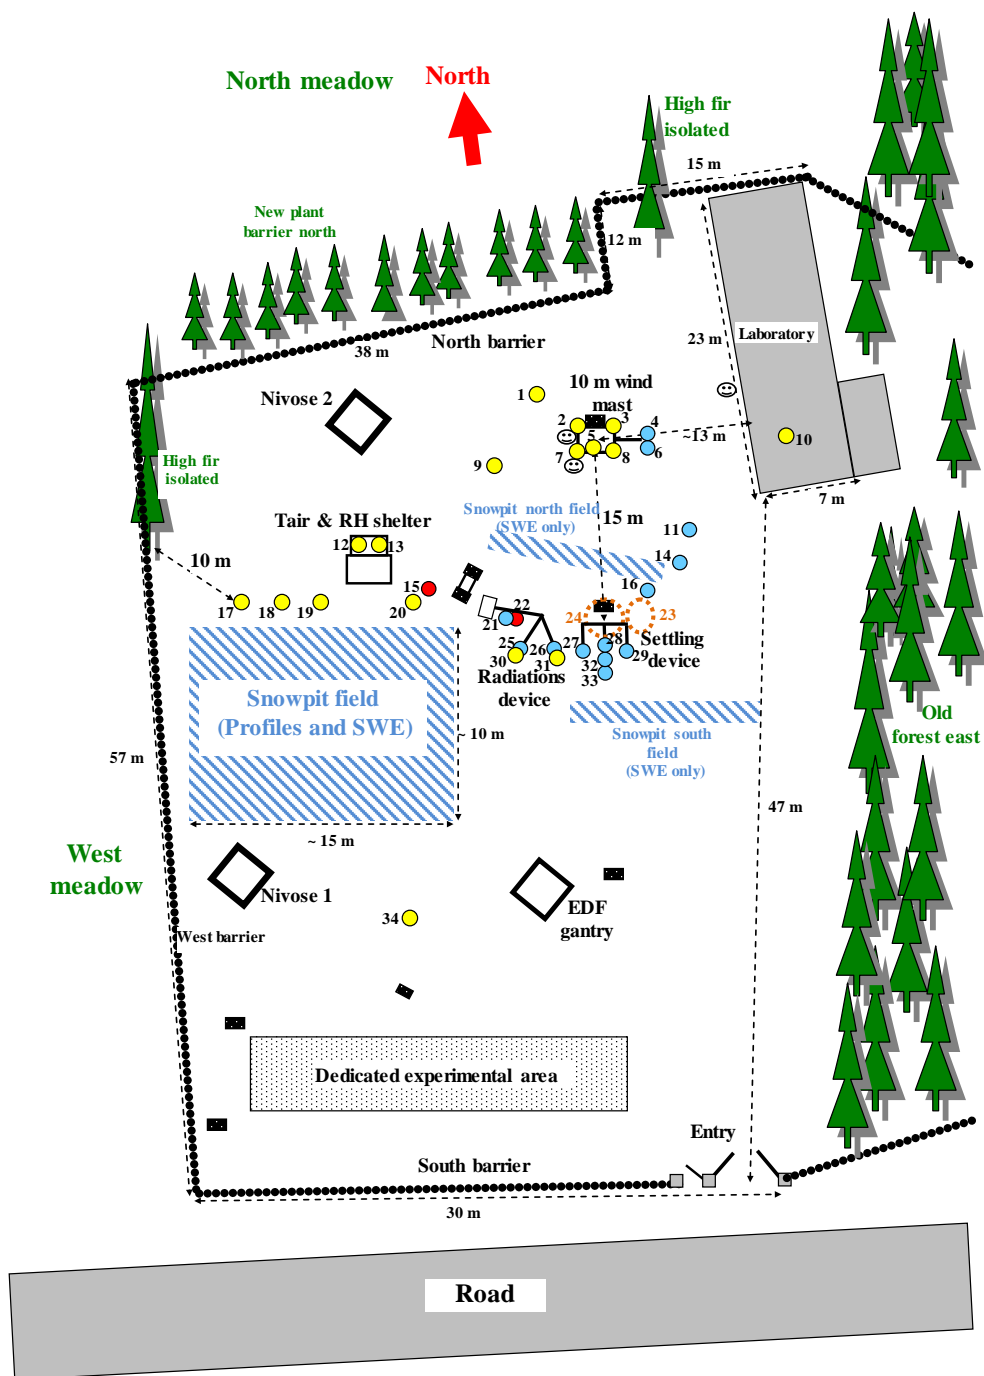 North meadow
North
High fir
isolated
15 m
New plant
barrier north
12 m
38 m
North barrier
23 m
Laboratory
Nivose 2
1
10 m wind
mast
2
3
4
5
6
~13 m
10
7
8
9
High fir
isolated
7 m
Snowpit north field
(SWE only)
Tair & RH shelter
15 m
11
12
13
14
10 m
15
16
17
18
19
20
21
22
24
23
25
26
27
28
29
Settling
device
30
31
32
33
Radiations
device
Snowpit field
(Profiles and SWE)
~ 10 m
Old
forest east
Snowpit south
field
(SWE only)
57 m
47 m
~ 15 m
West
meadow
Nivose 1
EDF
gantry
34
West barrier
Dedicated experimental area
Entry
South barrier
30 m
Road